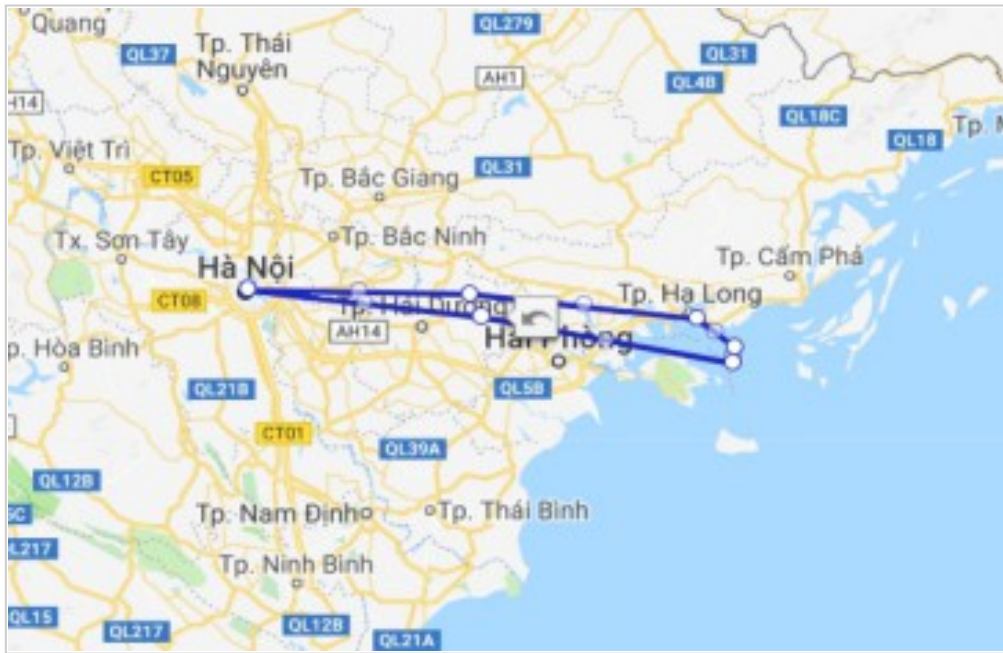 Quang
QL279
Tp. Thái
Nguyên
QL37
AH1
QL31
QL4B
H14
QL18C
QL18
Tp. M
Tp. Việt Trì
CT05
Tp. Bắc Giang
QL31
Tx. Sơn Tây
Tp. Bắc Ninh
Tp. Cẩm Phả
Hà Nội
CT08
Tp. Hải Dương
Tp. Hạ Long
AH14
Hải Phòng
p. Hòa Bình
QL21B
QL5B
CT01
QL39A
QL12B
5C
Tp. Nam Định
Tp. Thái Bình
L217
Tp. Ninh Bình
QL15
QL217
QL12B
QL21A